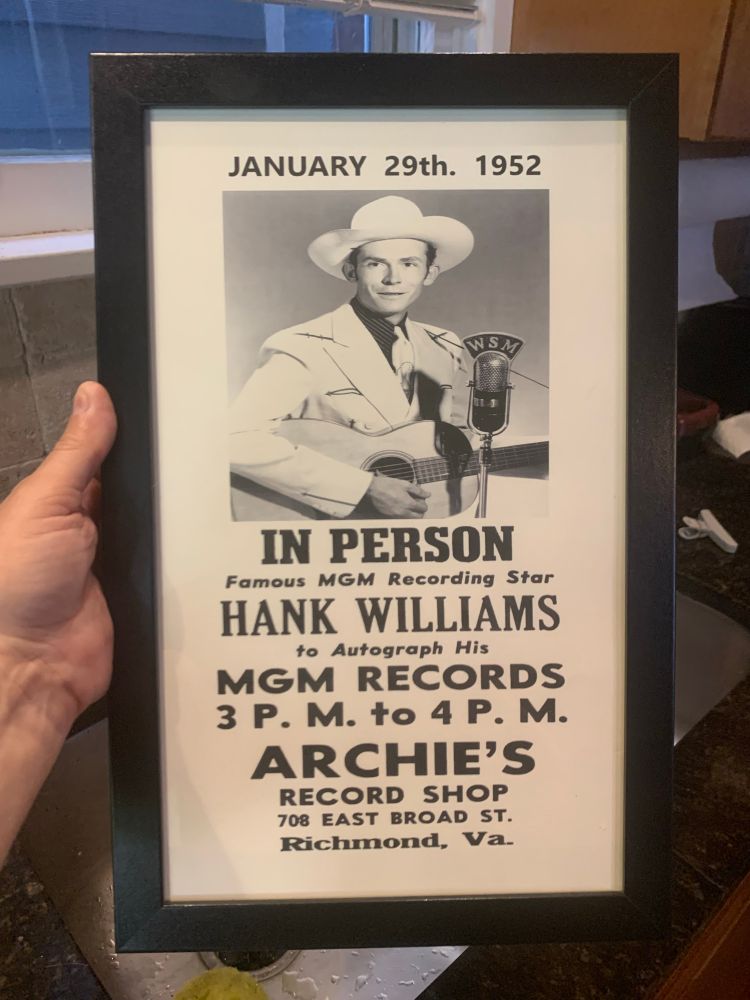 JANUARY 29th. 1952
WSM
IN PERSON
Famous MGM Recording Star
HANK WILLIAMS
to Autograph His
MGM RECORDS
3 P. M. to 4 P. M.
ARCHIE'S
RECORD SHOP
708 EAST BROAD ST.
Richmond, Va.